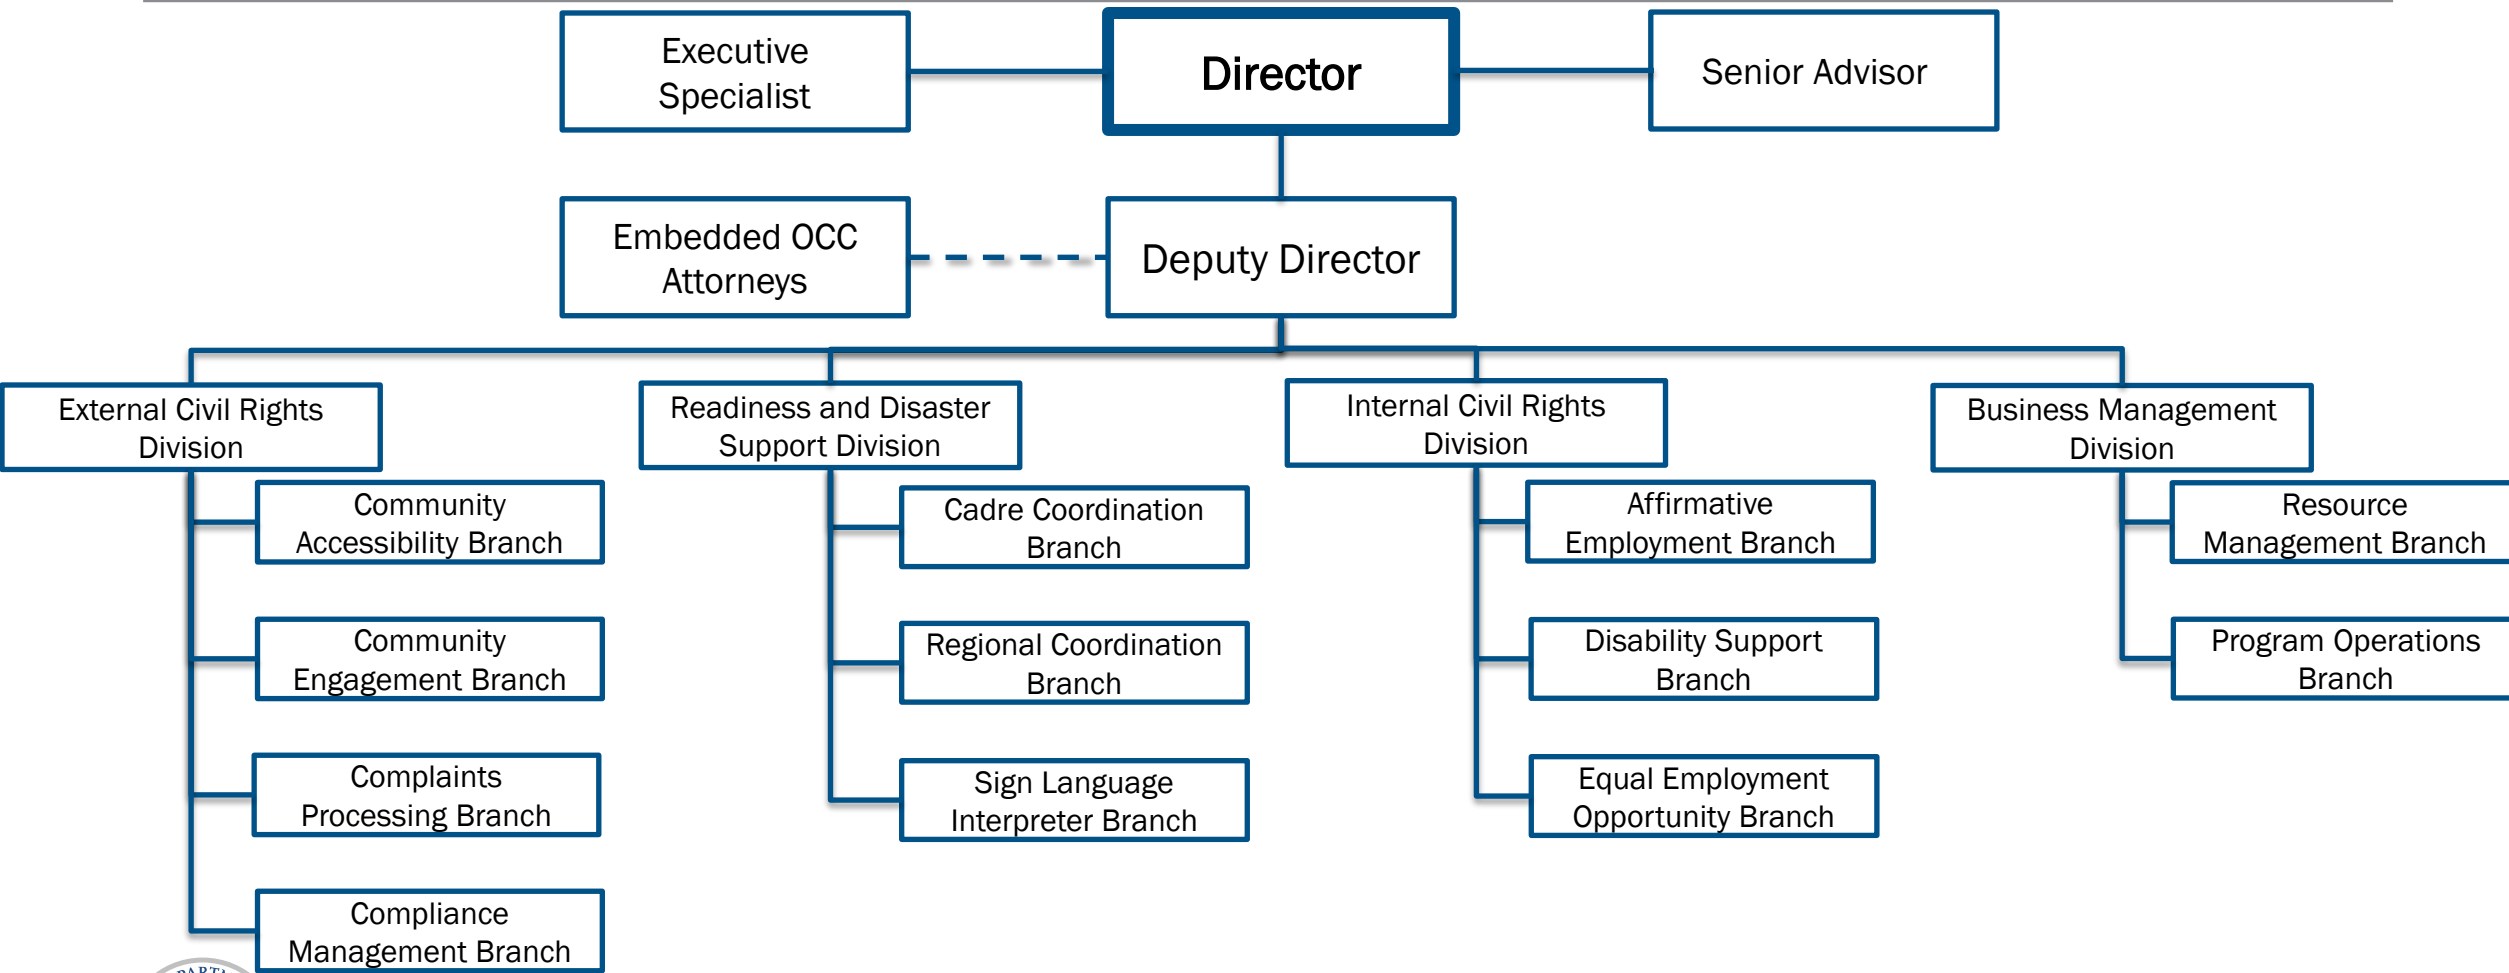 Executive
Specialist
Director
Senior Advisor
Embedded OCC
Attorneys
Deputy Director
External Civil Rights
Division
Community
Accessibility Branch
Community
Engagement Branch
Complaints
Processing Branch
Compliance
Management Branch
Readiness and Disaster
Support Division
Cadre Coordination
Branch
Regional Coordination
Branch
Sign Language
Interpreter Branch
Internal Civil Rights
Division
Affirmative
Employment Branch
Disability Support
Branch
Equal Employment
Opportunity Branch
Business Management
Division
Resource
Management Branch
Program Operations
Branch